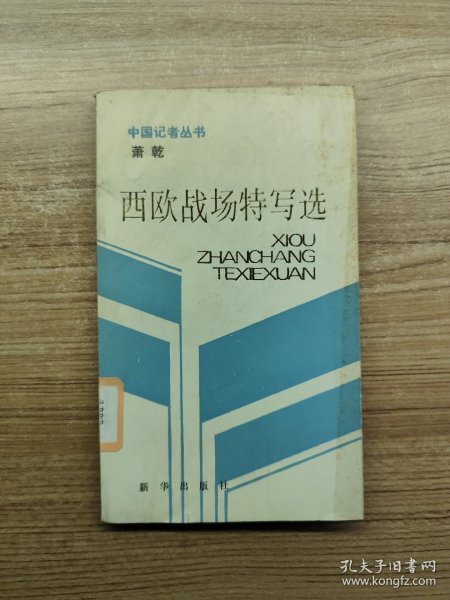 中国记者丛书
萧乾
西欧战场特写选
XIOU
ZHANCHANG
TEXIEXUAN
新华出版社
孔夫子旧书网
www.kongfz.com